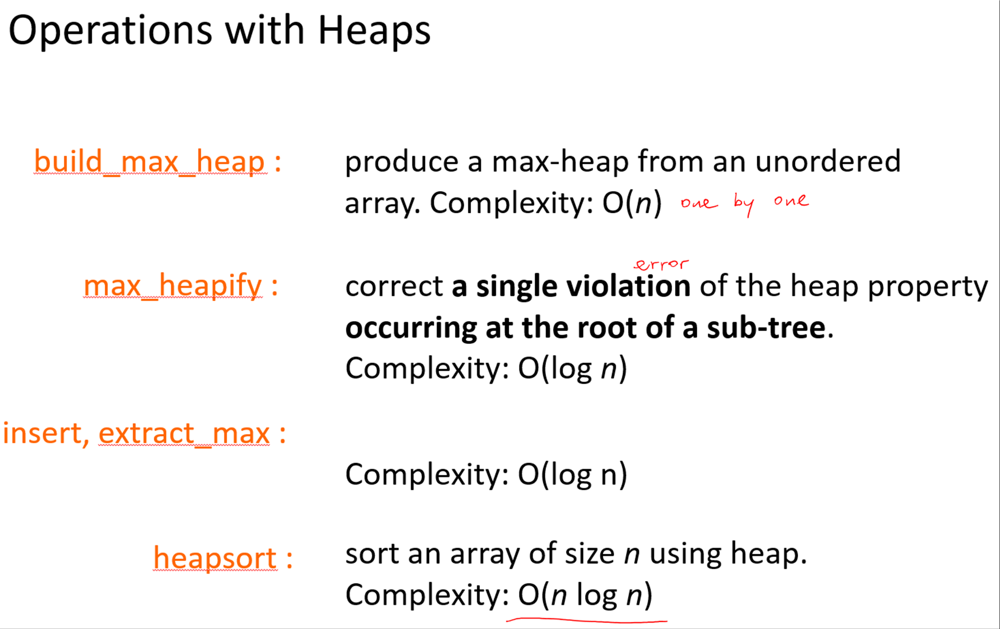 Operations with Heaps
build_max_heap : produce a max-heap from an unordered
array. Complexity: O(n) one by one
error
max_heapify : correct a single violation of the heap property
occurring at the root of a sub-tree.
Complexity: O(log n)
insert, extract_max :
Complexity: O(log n)
heapsort : sort an array of size n using heap.
Complexity: O(n log n)